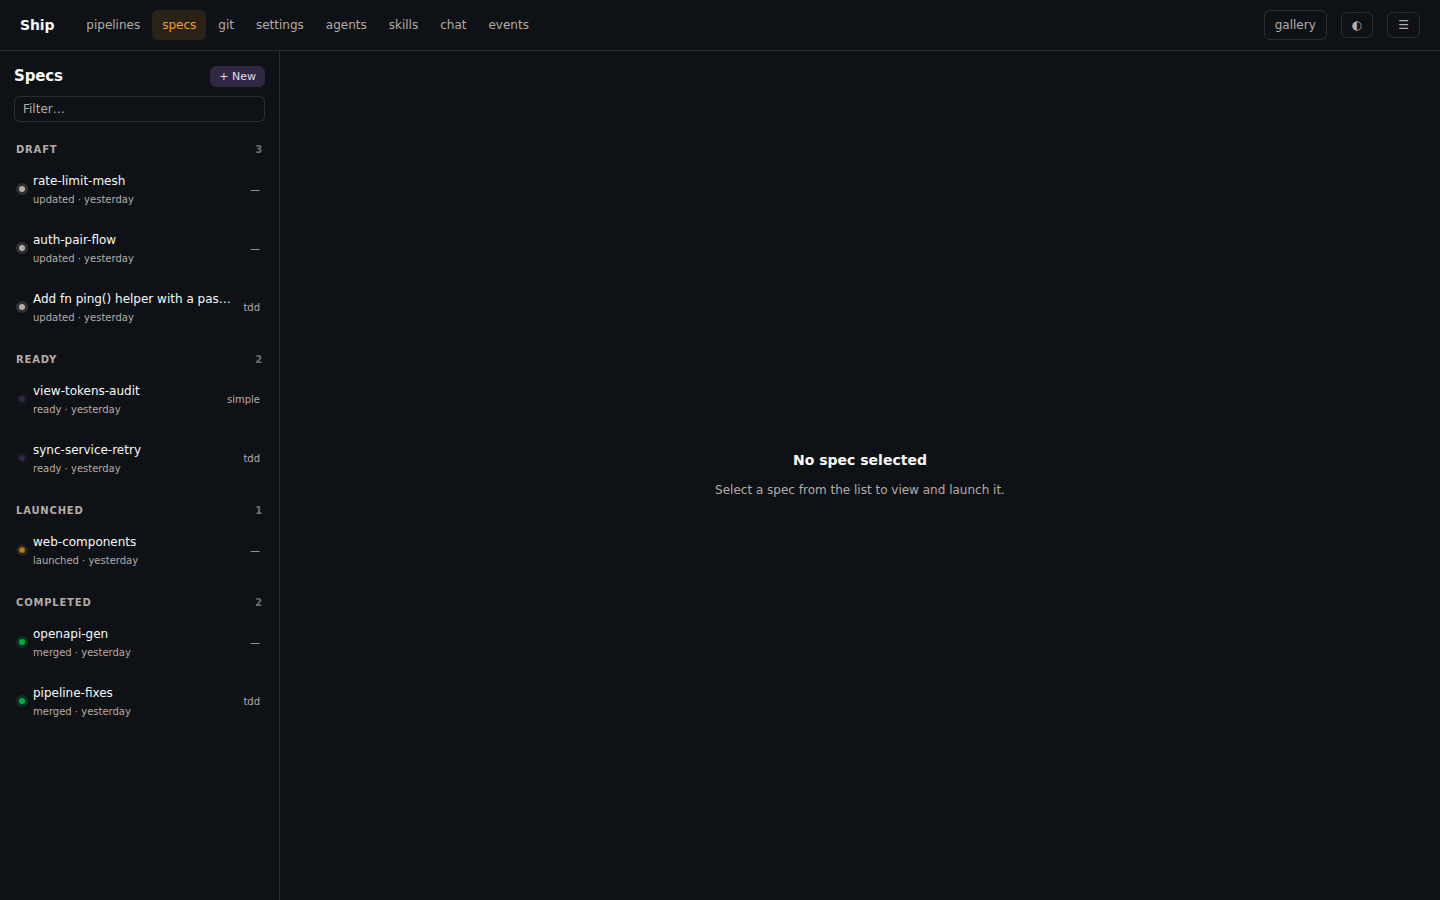 Ship pipelines specs git settings agents skills chat events gallery ◐ ☰
Specs + New
Filter…
DRAFT 3
rate-limit-mesh —
updated · yesterday
auth-pair-flow —
updated · yesterday
Add fn ping() helper with a pas… tdd
updated · yesterday
READY 2
view-tokens-audit simple
ready · yesterday
sync-service-retry tdd
ready · yesterday
LAUNCHED 1
web-components —
launched · yesterday
COMPLETED 2
openapi-gen —
merged · yesterday
pipeline-fixes tdd
merged · yesterday
No spec selected
Select a spec from the list to view and launch it.